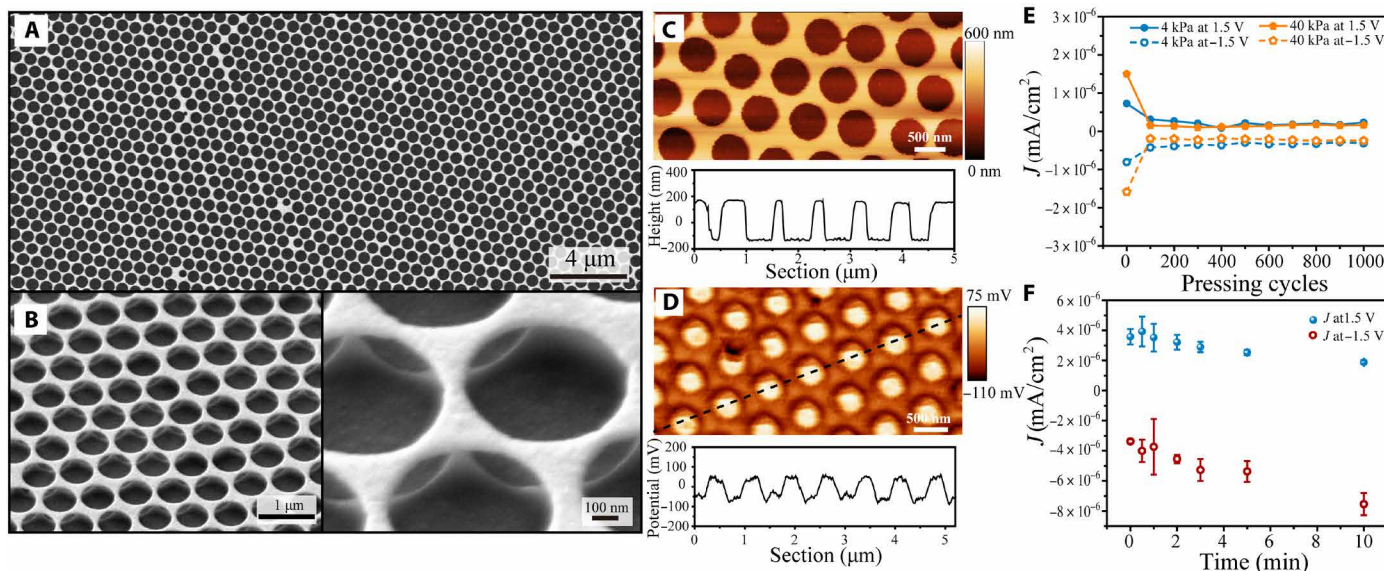 A
4 μm
B
1 μm
100 nm
C
600 nm
500 nm
0 nm
Height (nm)
400
200
0
−200
0 1 2 3 4 5
Section (μm)
D
75 mV
500 nm
−110 mV
Potential (mV)
200
100
0
−100
−200
0 1 2 3 4 5
Section (μm)
E
4 kPa at 1.5 V 40 kPa at 1.5 V
4 kPa at−1.5 V 40 kPa at−1.5 V
J (mA/cm²)
3×10⁻⁶
2×10⁻⁶
1×10⁻⁶
0
−1×10⁻⁶
−2×10⁻⁶
−3×10⁻⁶
0 200 400 600 800 1000
Pressing cycles
F
J at1.5 V
J at−1.5 V
J (mA/cm²)
6×10⁻⁶
4×10⁻⁶
2×10⁻⁶
0
−2×10⁻⁶
−4×10⁻⁶
−6×10⁻⁶
−8×10⁻⁶
0 2 4 6 8 10
Time (min)